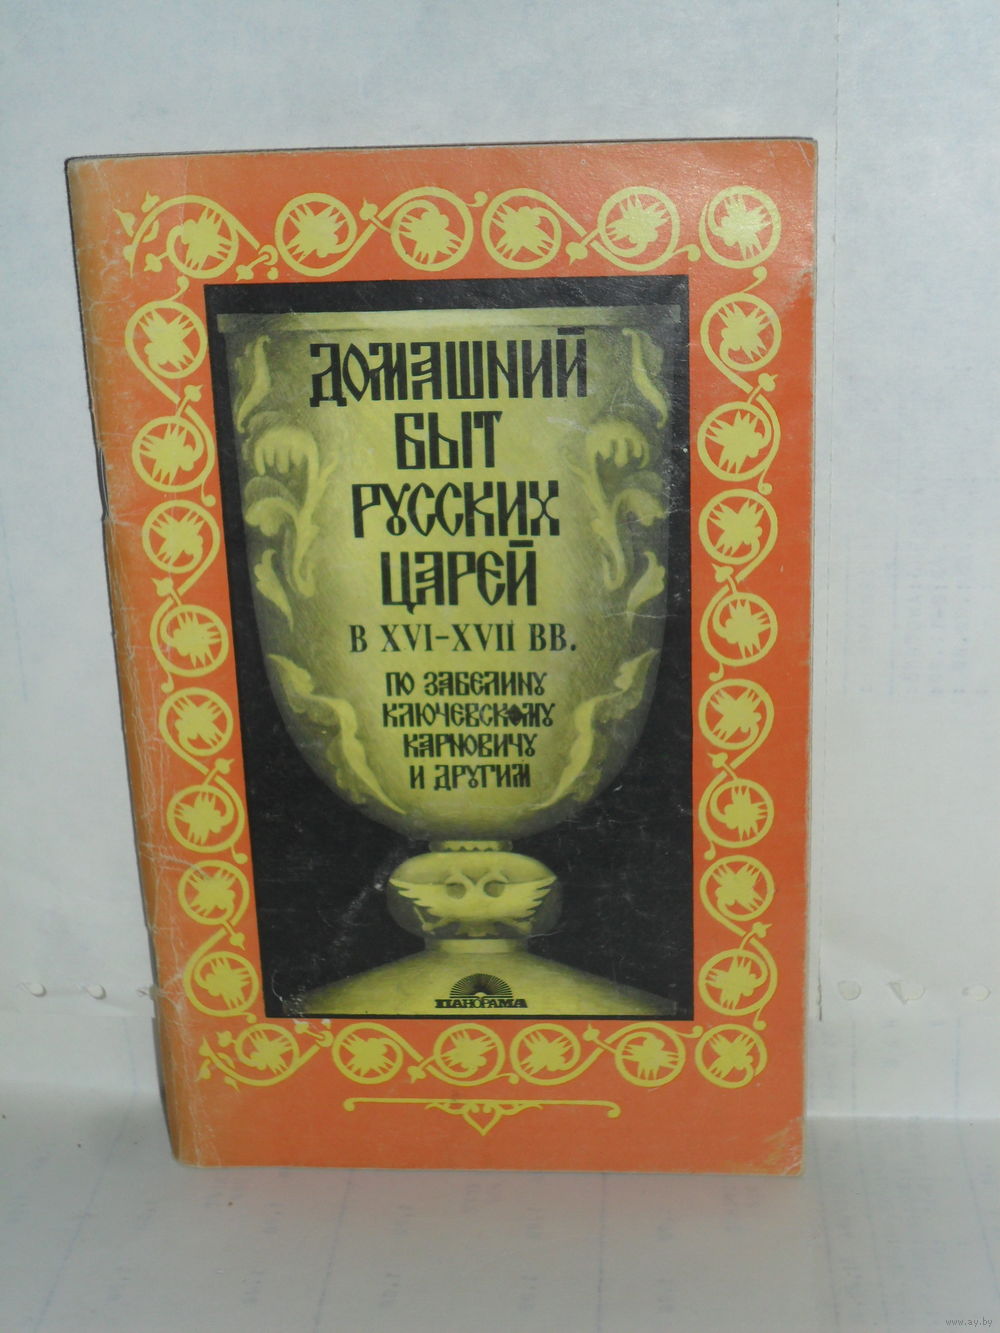 ДОМАШНИЙ
БЫТ
РУССКИХ
ЦАРЕЙ
В XVI-XVII ВВ.
ПО ЗАБЕЛИНУ
КЛЮЧЕВСКОМУ
КАРНОВИЧУ
И ДРУГИМ
ПАНОРАМА
www.ay.by